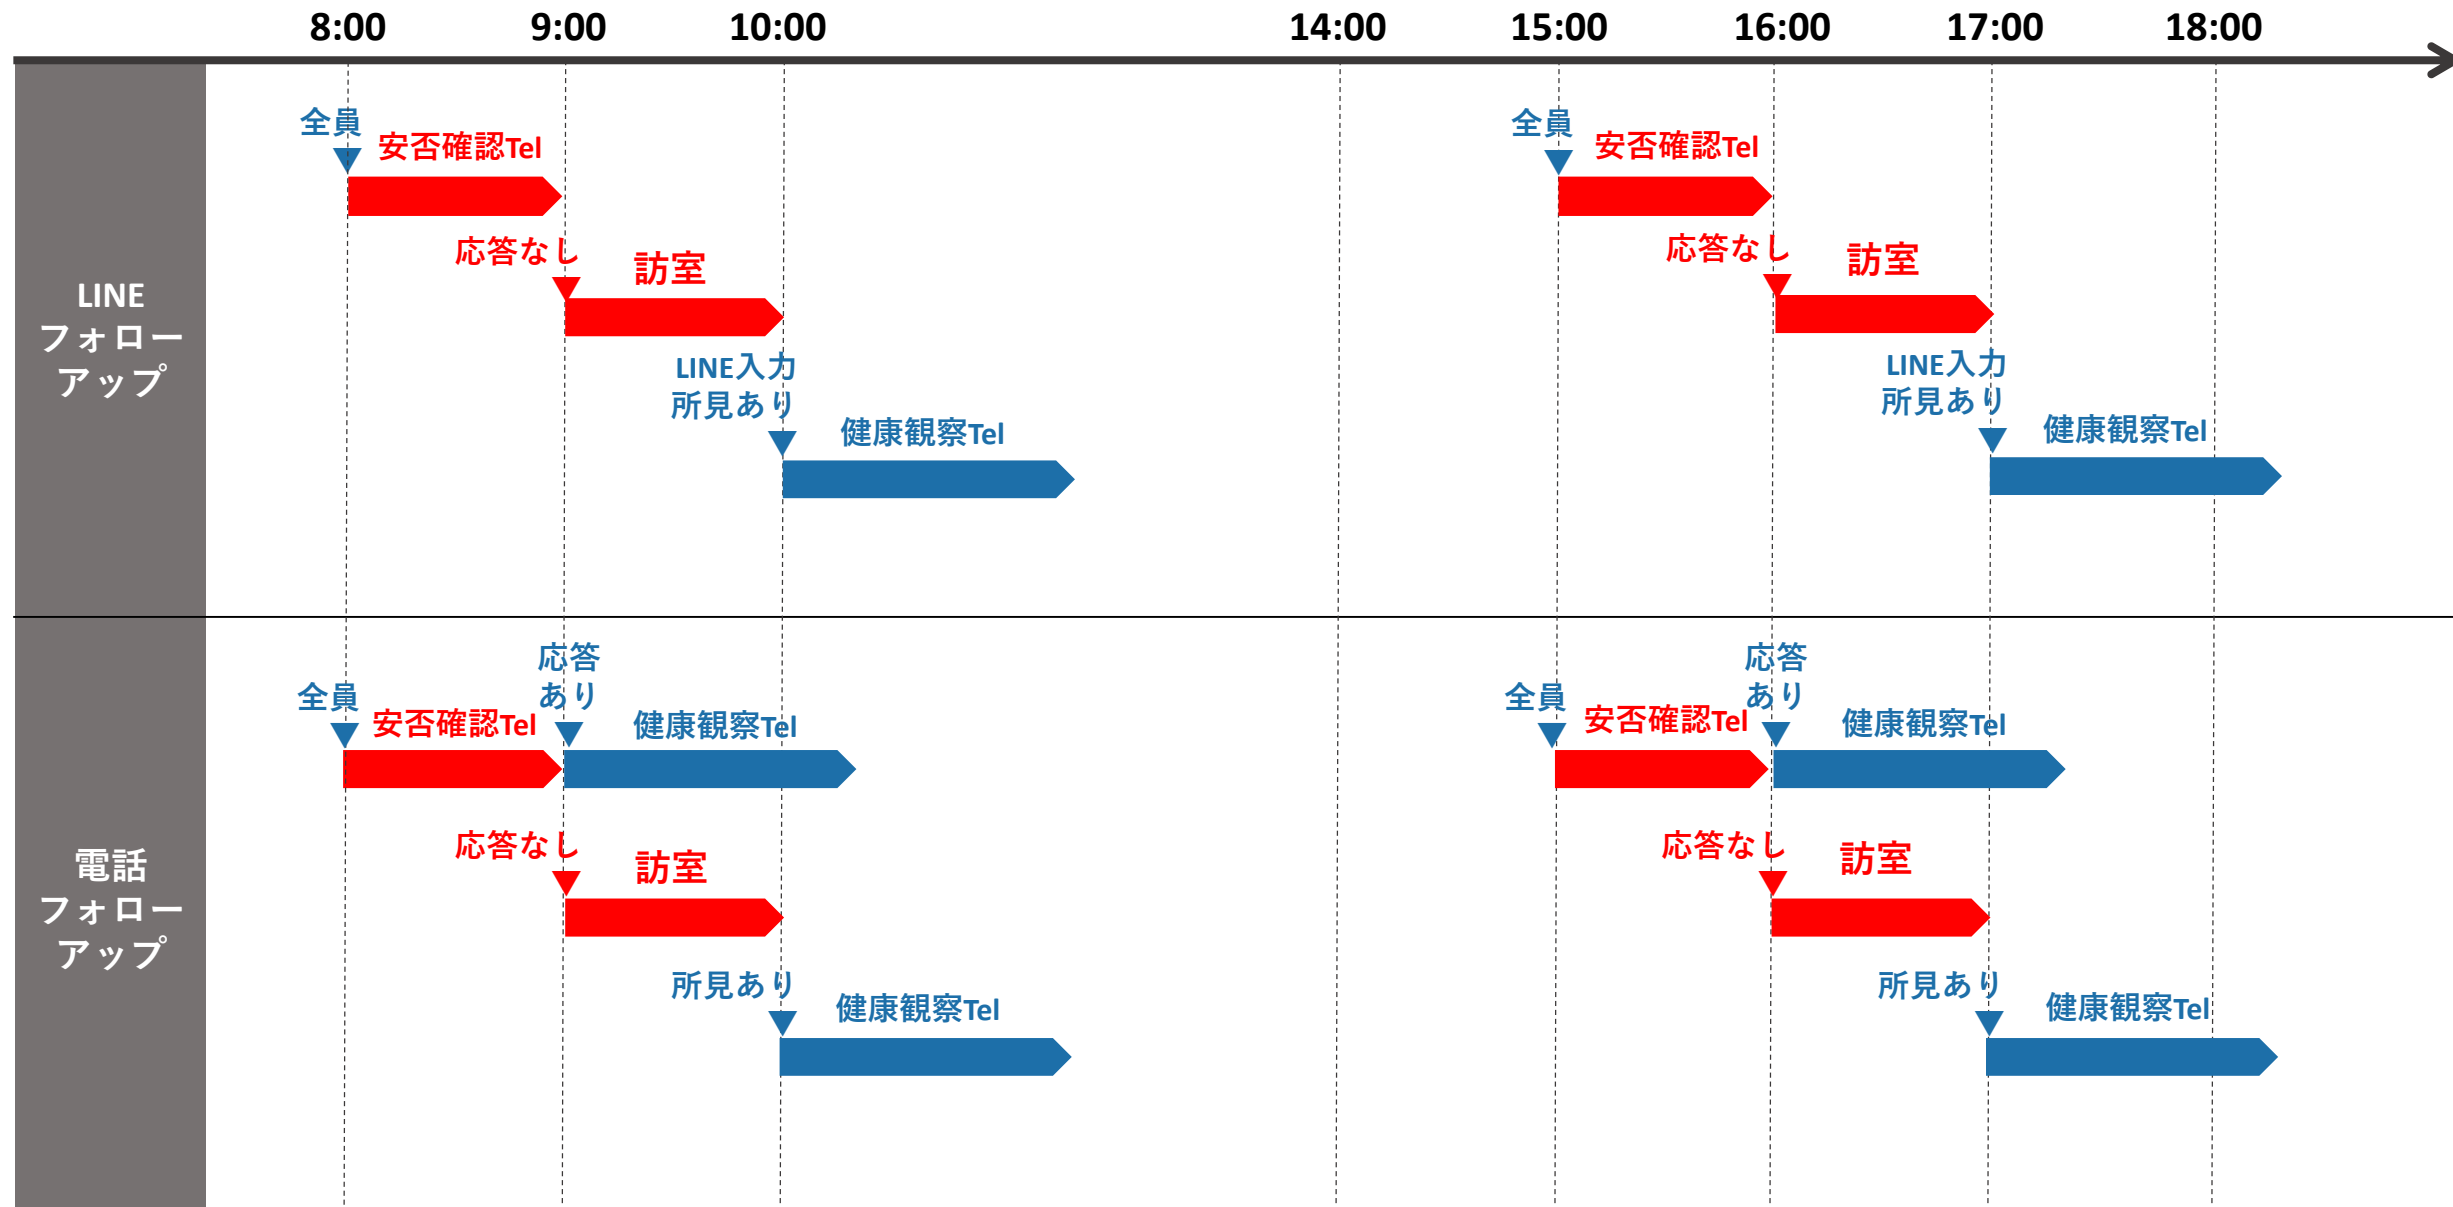 8:00 9:00 10:00 14:00 15:00 16:00 17:00 18:00
LINE
フォロー
アップ
全員
安否確認Tel
応答なし
訪室
LINE入力
所見あり
健康観察Tel
全員
安否確認Tel
応答なし
訪室
LINE入力
所見あり
健康観察Tel
電話
フォロー
アップ
全員
安否確認Tel
応答
あり
健康観察Tel
応答なし
訪室
所見あり
健康観察Tel
全員
安否確認Tel
応答
あり
健康観察Tel
応答なし
訪室
所見あり
健康観察Tel